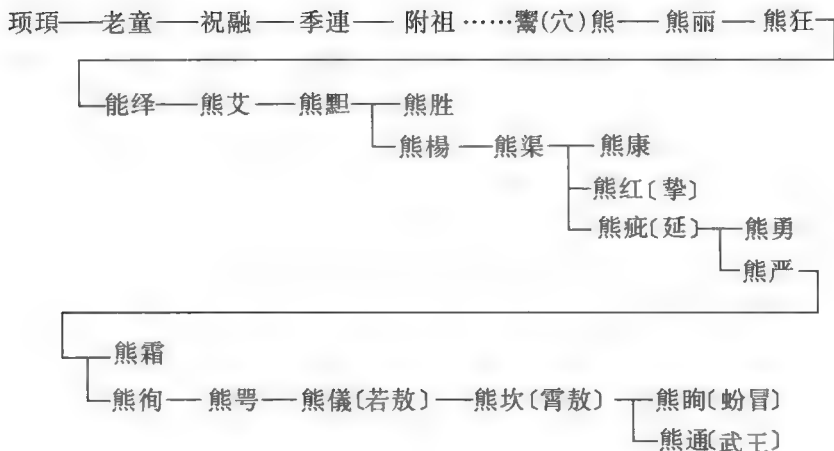 顼頊——老童——祝融——季連——附祖……鬻(穴)熊——熊丽——熊狂
能绎——熊艾——熊黮——熊胜
熊楊——熊渠——熊康
熊红〔挚〕
熊疵〔延〕——熊勇
熊严
熊霜
熊徇——熊咢——熊儀〔若敖〕——熊坎〔霄敖〕——熊眴〔蚡冒〕
熊通〔武王〕